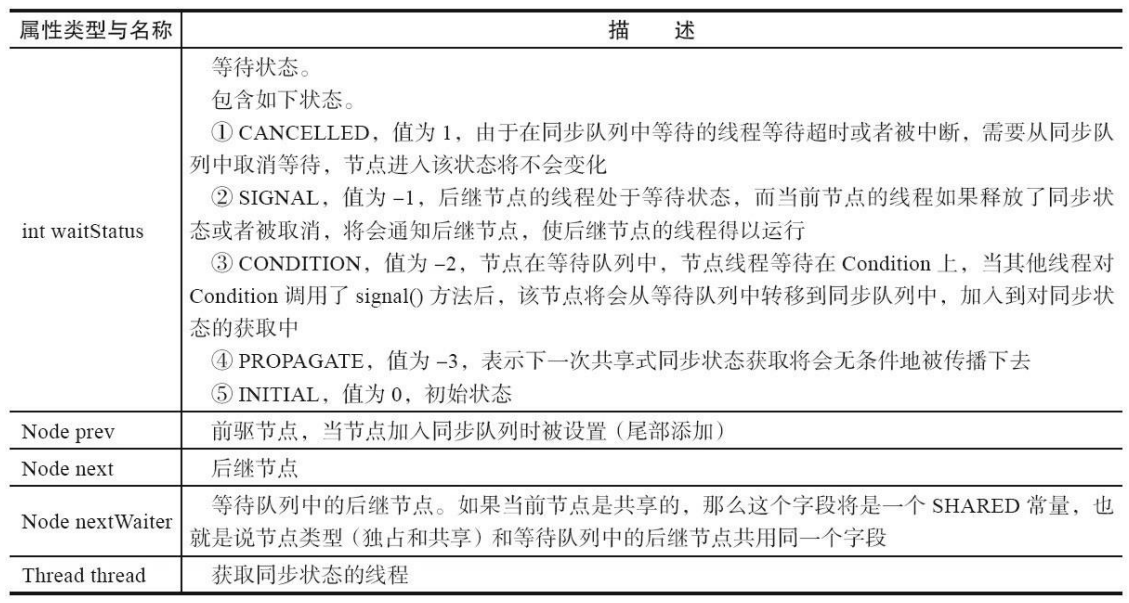 属性类型与名称 描 述
等待状态。
包含如下状态。
① CANCELLED，值为 1，由于在同步队列中等待的线程等待超时或者被中断，需要从同步队
列中取消等待，节点进入该状态将不会变化
② SIGNAL，值为 –1，后继节点的线程处于等待状态，而当前节点的线程如果释放了同步状
int waitStatus 态或者被取消，将会通知后继节点，使后继节点的线程得以运行
③ CONDITION，值为 –2，节点在等待队列中，节点线程等待在 Condition 上，当其他线程对
Condition 调用了 signal() 方法后，该节点将会从等待队列中转移到同步队列中，加入到对同步状
态的获取中
④ PROPAGATE，值为 –3，表示下一次共享式同步状态获取将会无条件地被传播下去
⑤ INITIAL，值为 0，初始状态
Node prev 前驱节点，当节点加入同步队列时被设置（尾部添加）
Node next 后继节点
等待队列中的后继节点。如果当前节点是共享的，那么这个字段将是一个 SHARED 常量，也
Node nextWaiter 就是说节点类型（独占和共享）和等待队列中的后继节点共用同一个字段
Thread thread 获取同步状态的线程